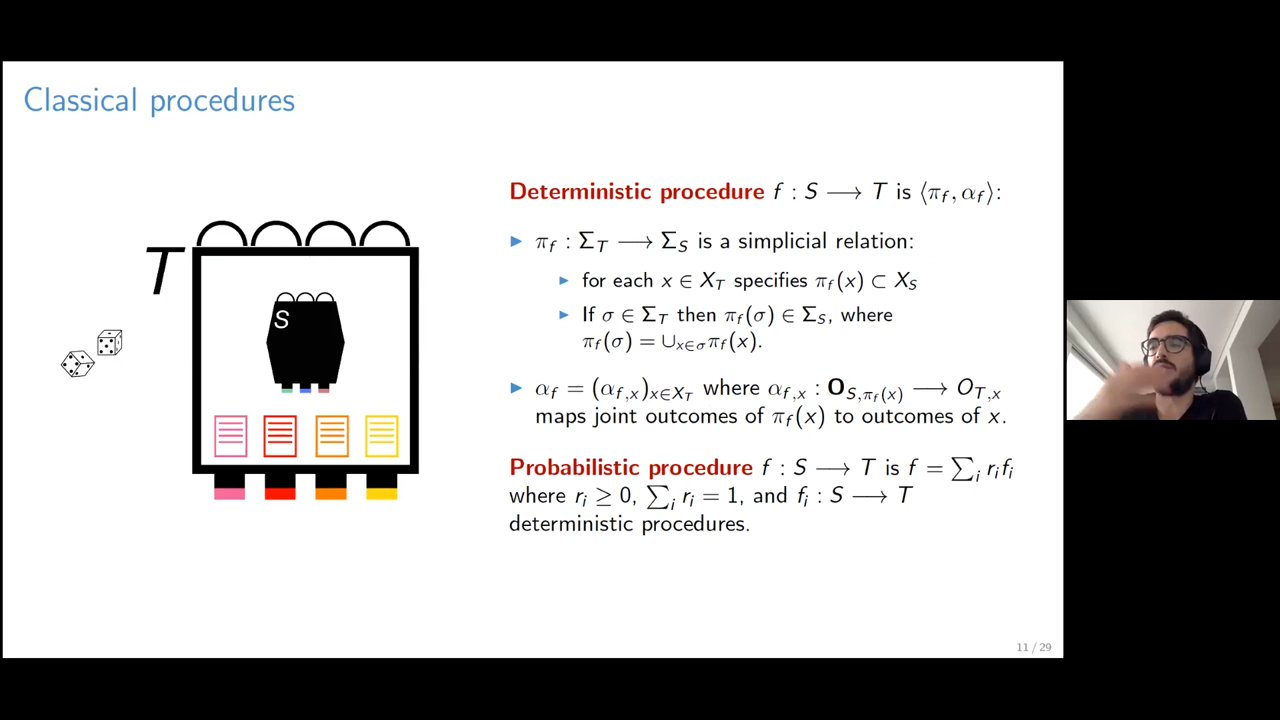 Classical procedures
T
S
Deterministic procedure f : S ⟶ T is ⟨π_f, α_f⟩:
▶ π_f : Σ_T ⟶ Σ_S is a simplicial relation:
▶ for each x ∈ X_T specifies π_f(x) ⊂ X_S
▶ If σ ∈ Σ_T then π_f(σ) ∈ Σ_S, where
π_f(σ) = ∪_{x∈σ}π_f(x).
▶ α_f = (α_{f,x})_{x∈X_T} where α_{f,x} : O_{S,π_f(x)} ⟶ O_{T,x}
maps joint outcomes of π_f(x) to outcomes of x.
Probabilistic procedure f : S ⟶ T is f = ∑_i r_i f_i
where r_i ≥ 0, ∑_i r_i = 1, and f_i : S ⟶ T
deterministic procedures.
11 / 29